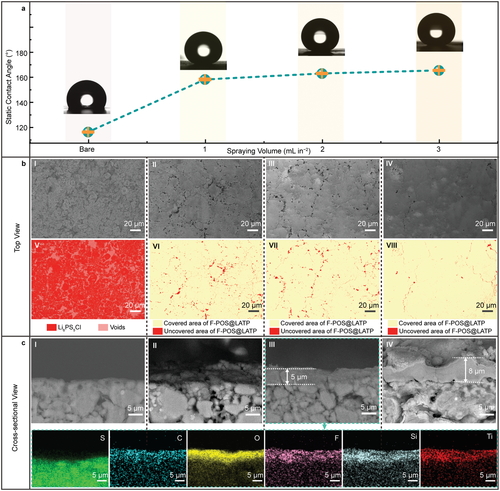 a
Static Contact Angle (°)
180
160
140
120
Bare
1
2
3
Spraying Volume (mL in⁻²)
b
Top View
I
20 μm
II
20 μm
III
20 μm
IV
20 μm
V
20 μm
VI
20 μm
VII
20 μm
VIII
20 μm
Li₆PS₅Cl
Voids
Covered area of F-POS@LATP
Uncovered area of F-POS@LATP
Covered area of F-POS@LATP
Uncovered area of F-POS@LATP
Covered area of F-POS@LATP
Uncovered area of F-POS@LATP
c
Cross-sectional View
I
5 μm
II
5 μm
III
5 μm
5 μm
IV
8 μm
5 μm
S
5 μm
C
5 μm
O
5 μm
F
5 μm
Si
5 μm
Ti
5 μm